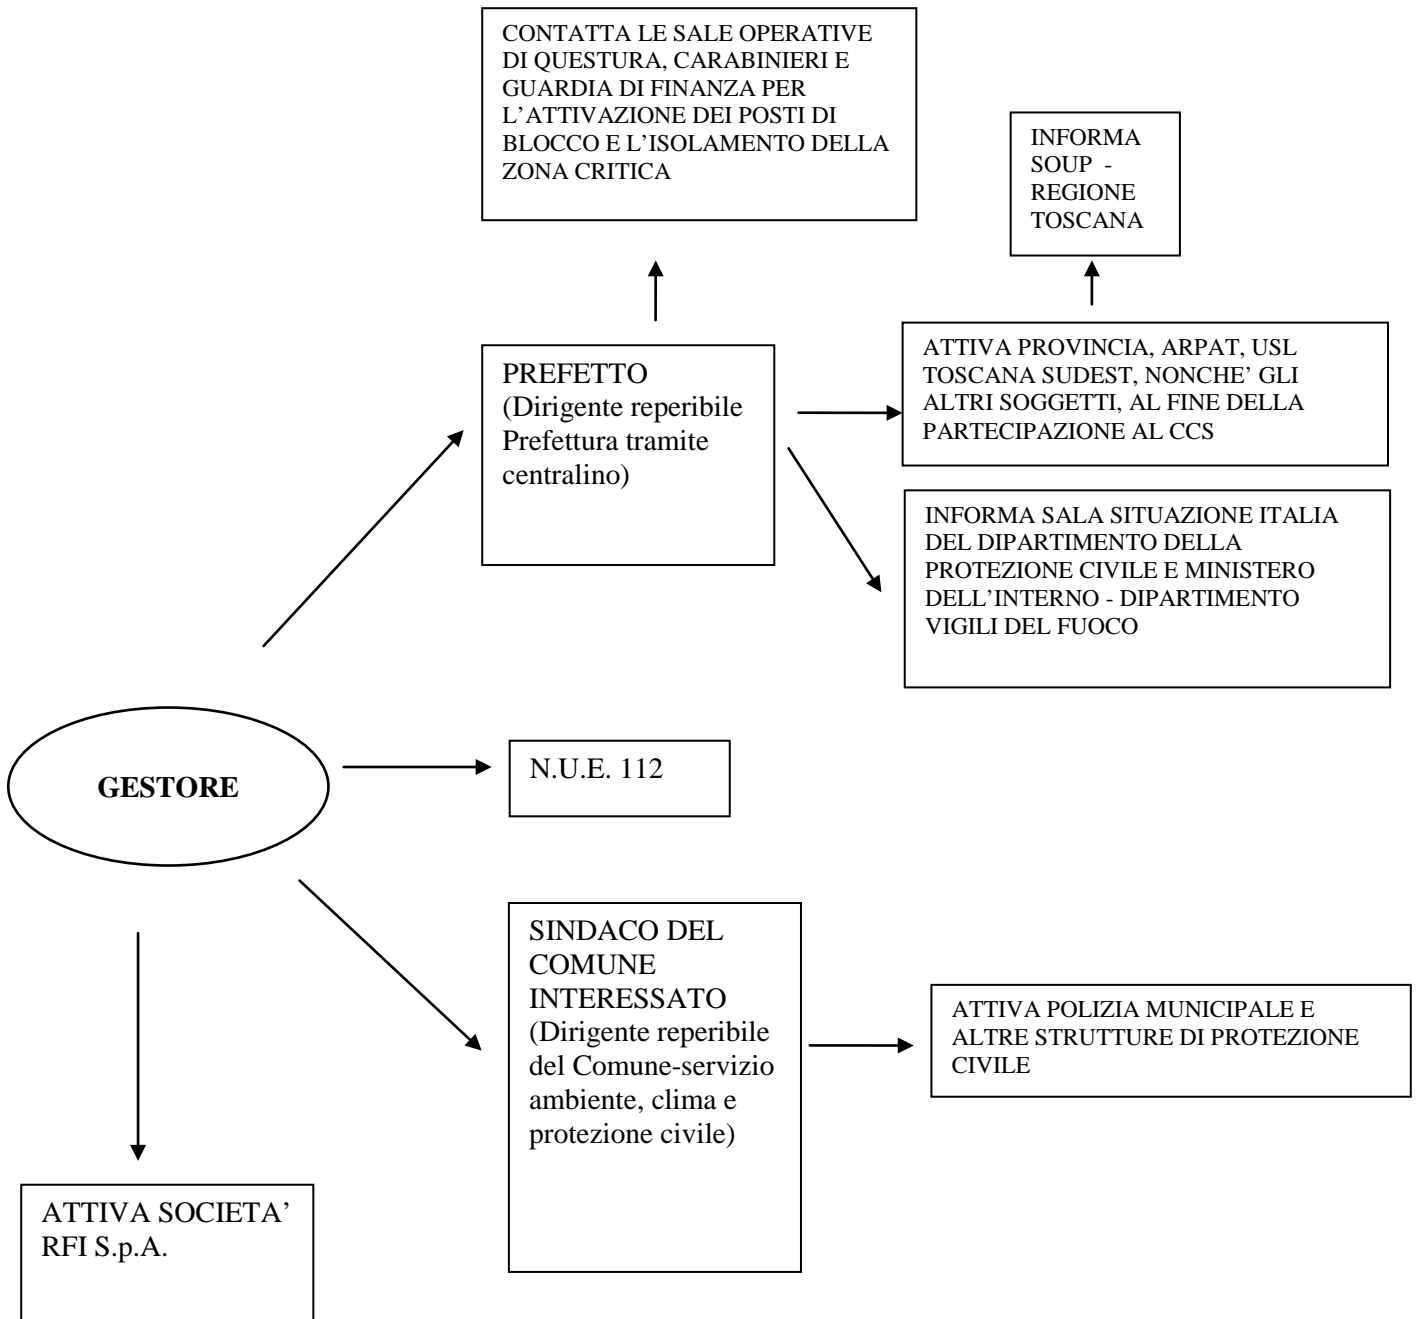 CONTATTA LE SALE OPERATIVE
DI QUESTURA, CARABINIERI E
GUARDIA DI FINANZA PER
L’ATTIVAZIONE DEI POSTI DI
BLOCCO E L’ISOLAMENTO DELLA
ZONA CRITICA
INFORMA
SOUP -
REGIONE
TOSCANA
PREFETTO
(Dirigente reperibile
Prefettura tramite
centralino)
ATTIVA PROVINCIA, ARPAT, USL
TOSCANA SUDEST, NONCHE’ GLI
ALTRI SOGGETTI, AL FINE DELLA
PARTECIPAZIONE AL CCS
INFORMA SALA SITUAZIONE ITALIA
DEL DIPARTIMENTO DELLA
PROTEZIONE CIVILE E MINISTERO
DELL’INTERNO - DIPARTIMENTO
VIGILI DEL FUOCO
GESTORE
N.U.E. 112
SINDACO DEL
COMUNE
INTERESSATO
(Dirigente reperibile
del Comune-servizio
ambiente, clima e
protezione civile)
ATTIVA POLIZIA MUNICIPALE E
ALTRE STRUTTURE DI PROTEZIONE
CIVILE
ATTIVA SOCIETA’
RFI S.p.A.